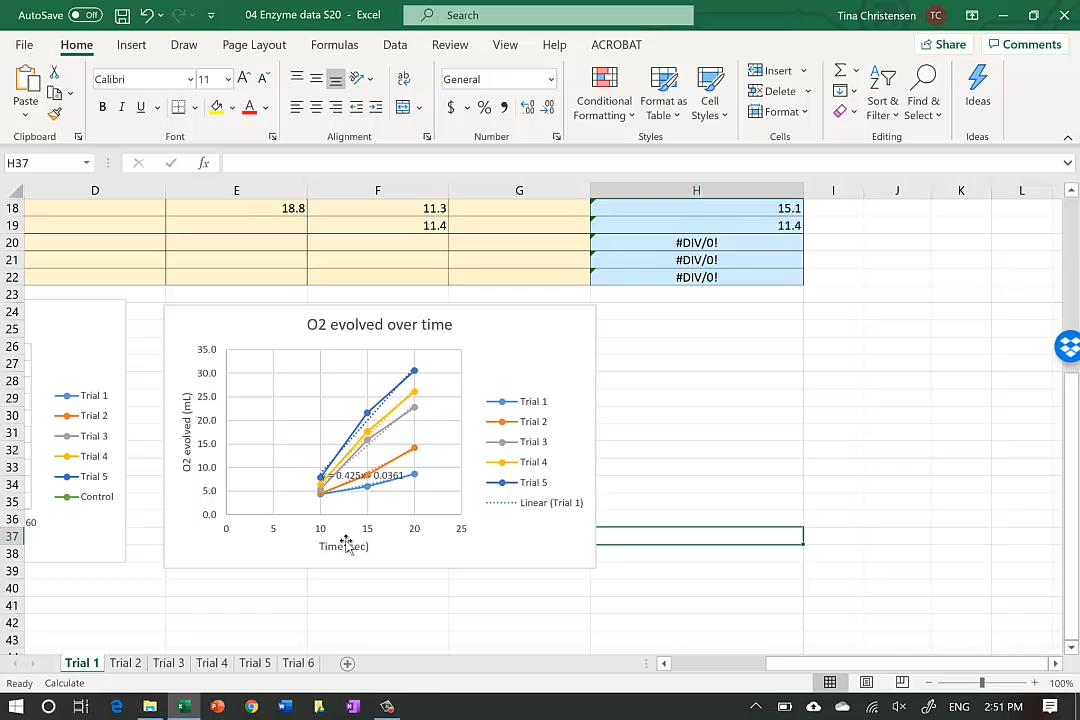 AutoSave Off 04 Enzyme data S20 - Excel Search Tina Christensen TC
File Home Insert Draw Page Layout Formulas Data Review View Help ACROBAT Share Comments
Paste Calibri 11 A A General Conditional Formatting Format as Table Cell Styles Insert Delete Format Sort & Filter Find & Select Ideas
B I U A $ % 9
Clipboard Font Alignment Number Styles Cells Editing Ideas
H37 fx
D E F G H I J K L
18 18.8 11.3 15.1
19 11.4 11.4
20 #DIV/0!
21 #DIV/0!
22 #DIV/0!
23
24
25
26
27
28
29
30
31
32
33
34
35
36
37
38
39
40
41
42
43
Trial 1
Trial 2
Trial 3
Trial 4
Trial 5
Control
60
O2 evolved over time
O2 evolved (mL)
35.0
30.0
25.0
20.0
15.0
10.0
5.0
0.0
= 0.425x 0.0361
0 5 10 15 20 25
Time (sec)
Trial 1
Trial 2
Trial 3
Trial 4
Trial 5
Linear (Trial 1)
Trial 1 Trial 2 Trial 3 Trial 4 Trial 5 Trial 6
Ready Calculate 100%
ENG 2:51 PM